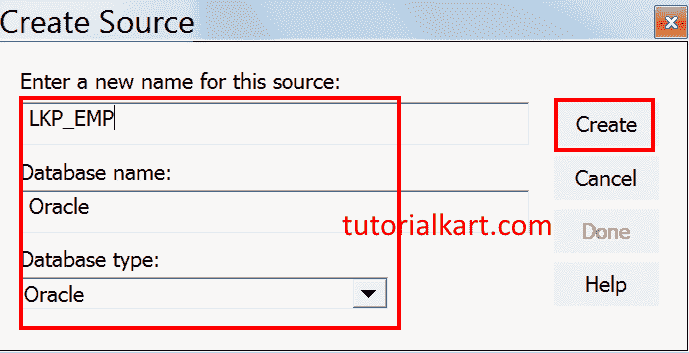 Create Source
Enter a new name for this source:
LKP_EMP
Create
Database name:
Cancel
Oracle
tutorialkart.com
Done
Database type:
Oracle
Help